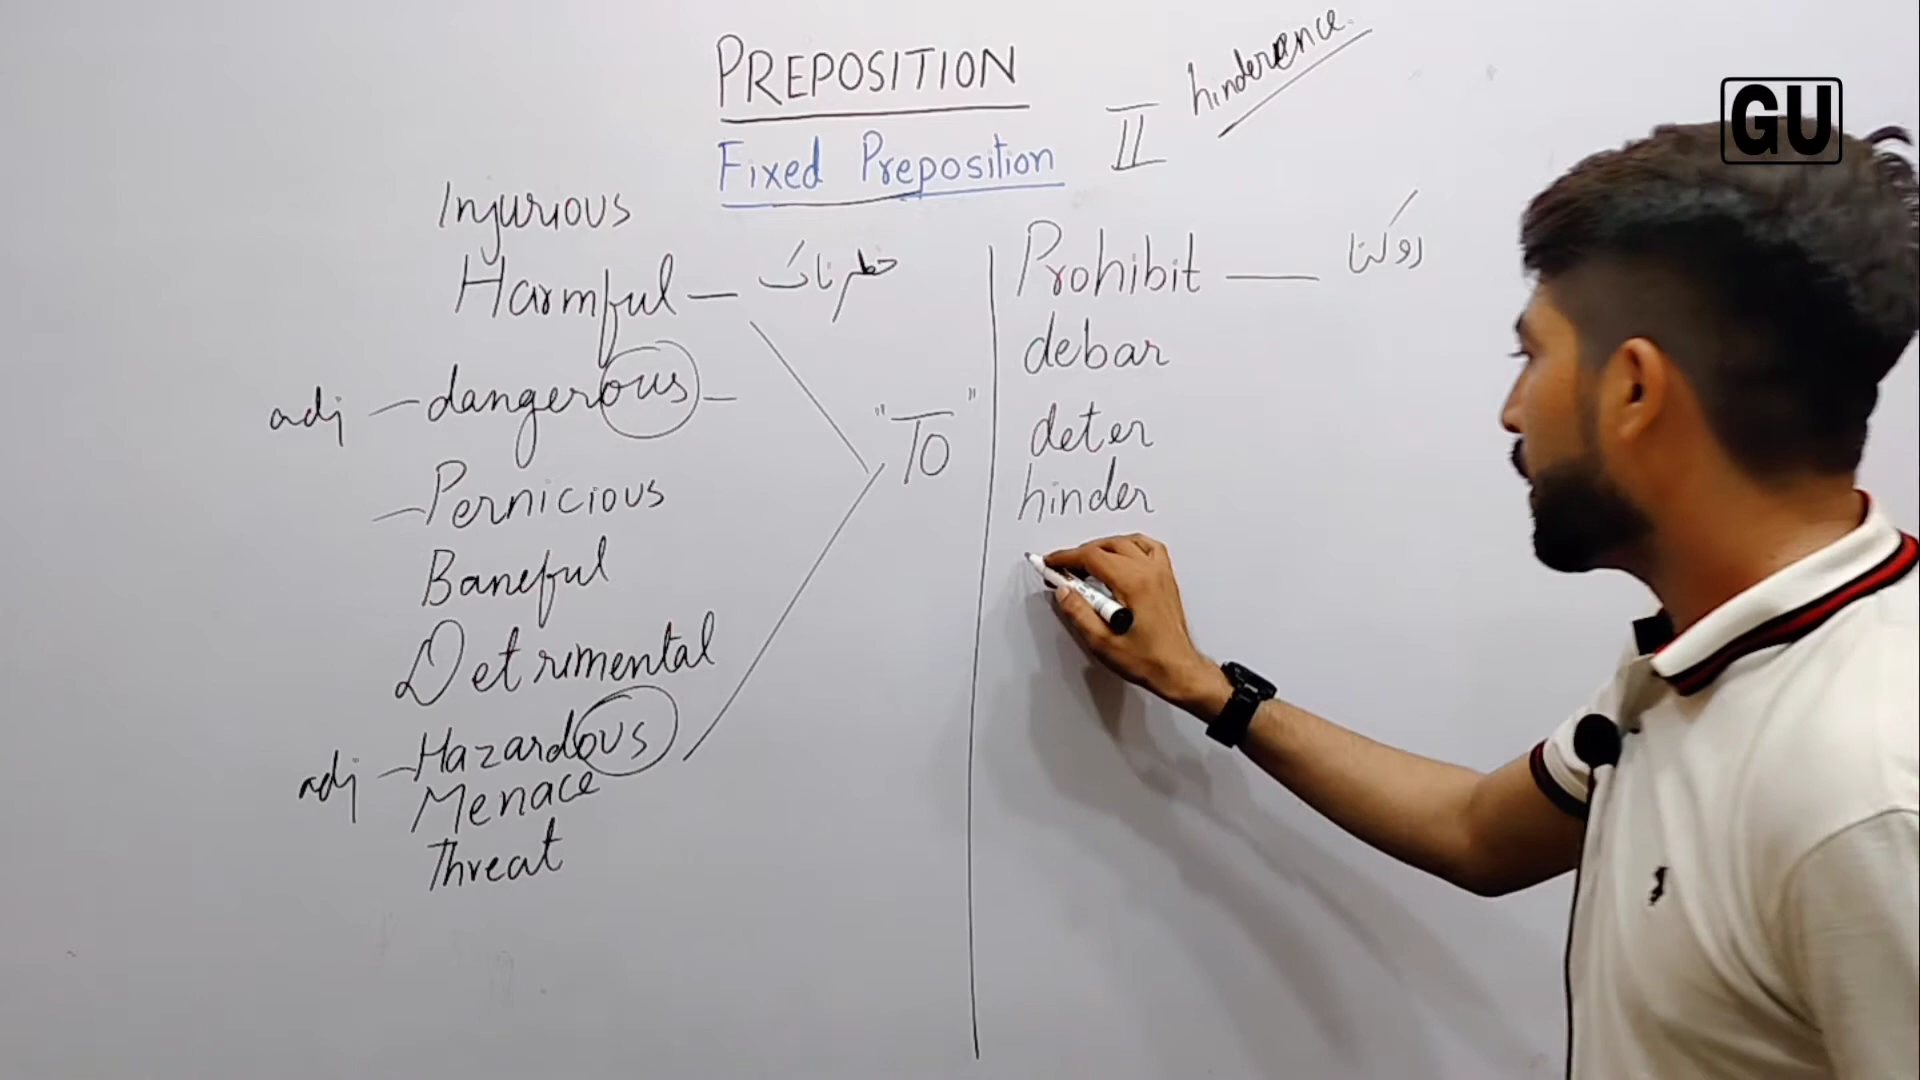 PREPOSITION
hinderence.
Fixed Preposition II
GU
Injurious
Harmful — خطرناک
adj — dangerous —
— Pernicious
Baneful
Detrimental
adj — Hazardous
Menace
Threat
"To"
Prohibit — روکنا
debar
deter
hinder